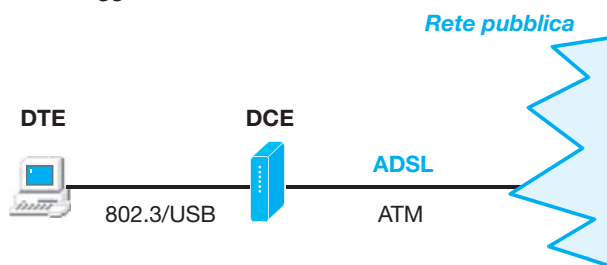 Rete pubblica
DTE
DCE
ADSL
802.3/USB
ATM